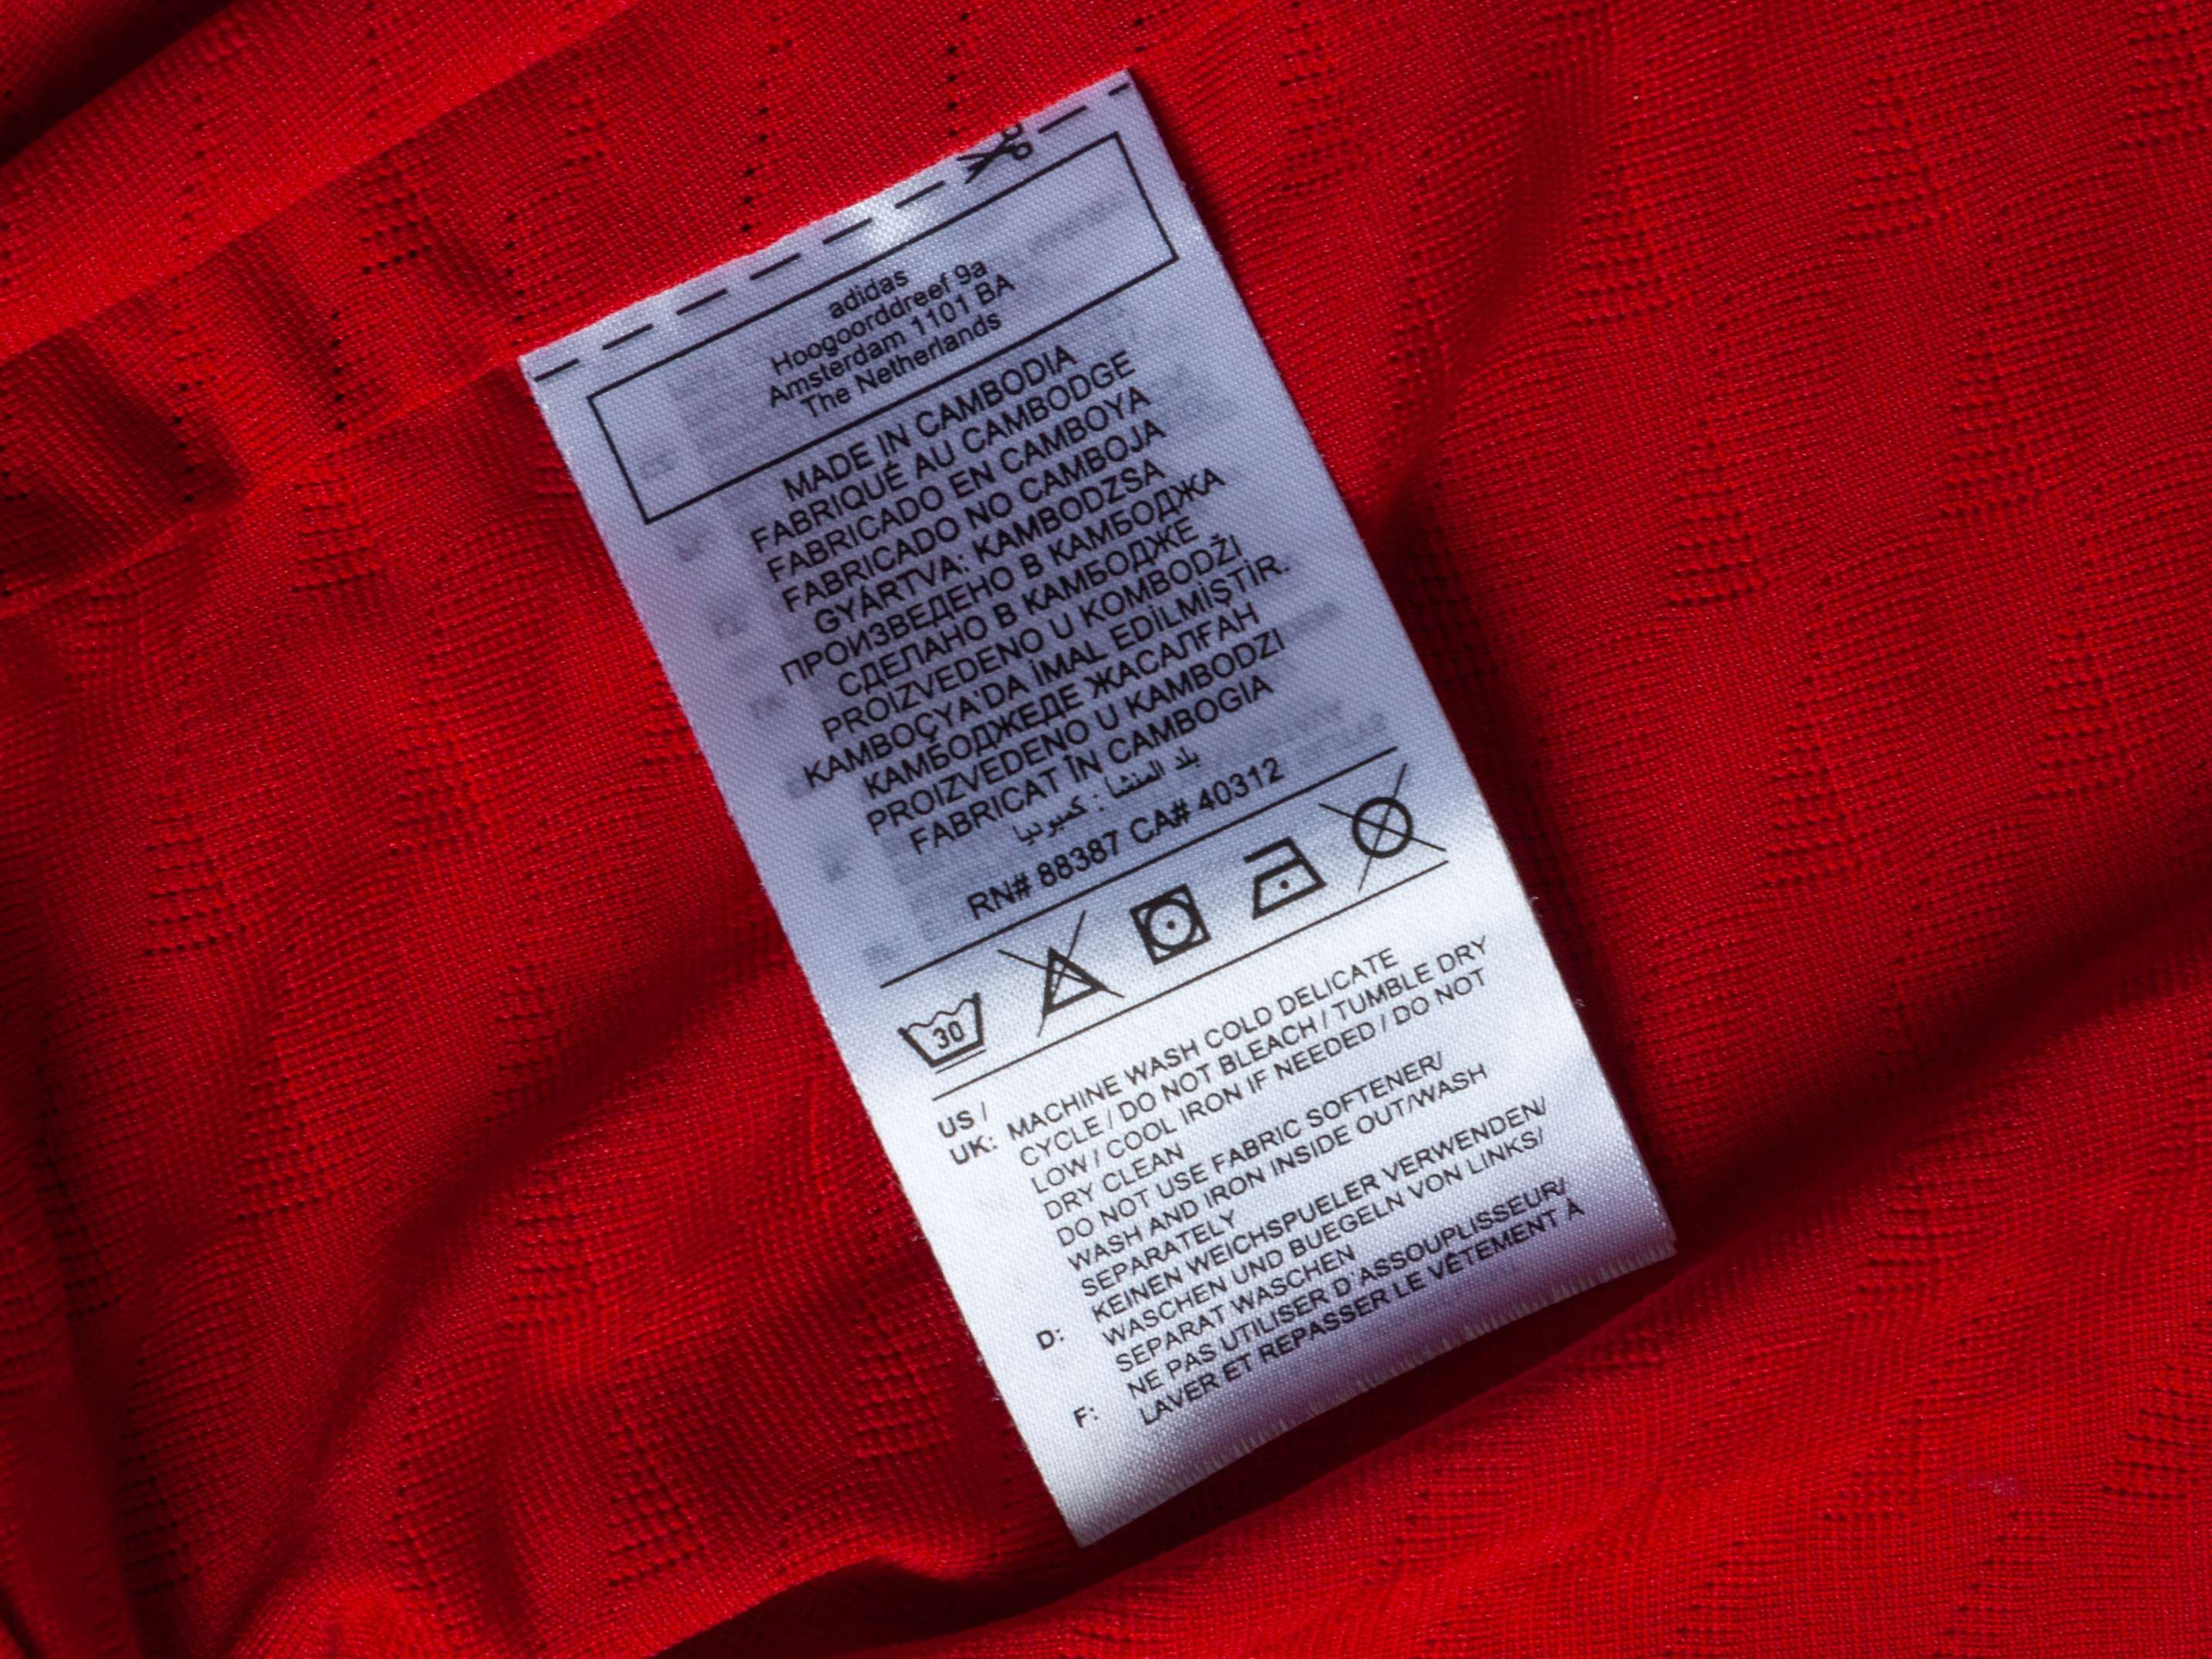 adidas
Hoogoorddreef 9a
Amsterdam 1101 BA
The Netherlands
MADE IN CAMBODIA
FABRIQUÉ AU CAMBODGE
FABRICADO EN CAMBOYA
FABRICADO NO CAMBOJA
GYÁRTVA: KAMBODZSA
ПРОИЗВЕДЕНО В КАМБОДЖА
СДЕЛАНО В КАМБОДЖЕ
PROIZVEDENO U KOMBODŽI
KAMBOÇYA'DA İMAL EDİLMİŞTİR.
КАМБОДЖЕДЕ ЖАСАЛҒАН
PROIZVEDENO U KAMBODZI
FABRICAT ÎN CAMBOGIA
بلد المنشا : كمبوديا
RN# 88387 CA# 40312
30
US / UK: MACHINE WASH COLD DELICATE
CYCLE / DO NOT BLEACH / TUMBLE DRY
LOW / COOL IRON IF NEEDED / DO NOT
DRY CLEAN
DO NOT USE FABRIC SOFTENER/
WASH AND IRON INSIDE OUT/WASH
SEPARATELY
D: KEINEN WEICHSPUELER VERWENDEN/
WASCHEN UND BUEGELN VON LINKS/
SEPARAT WASCHEN
F: NE PAS UTILISER D'ASSOUPLISSEUR/
LAVER ET REPASSER LE VÊTEMENT À